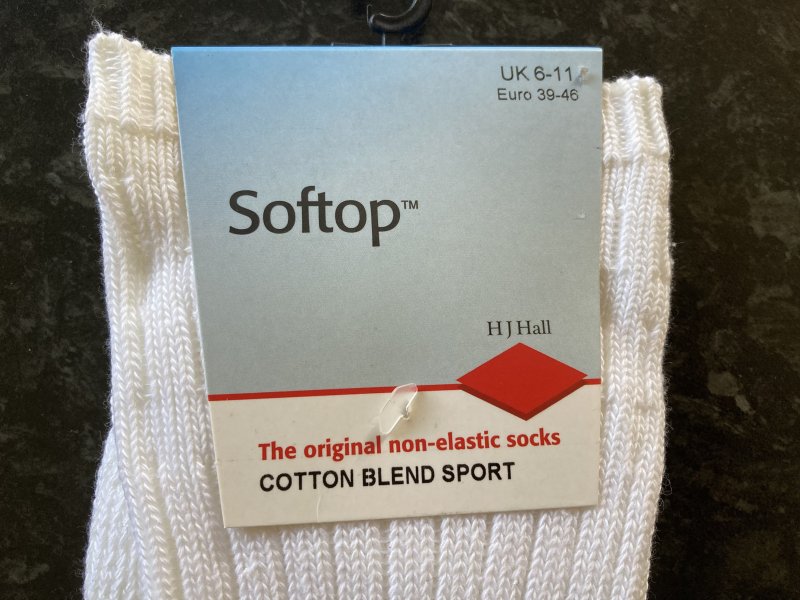 UK 6-11
Euro 39-46
Softop™
H J Hall
The original non-elastic socks
COTTON BLEND SPORT